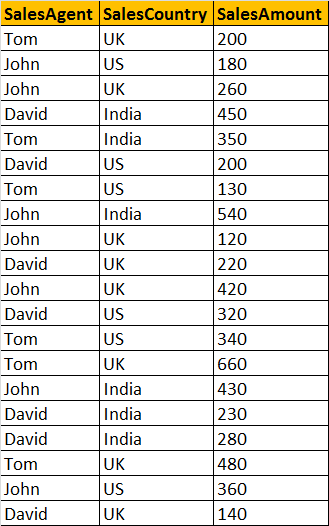 SalesAgent SalesCountry SalesAmount
Tom UK 200
John US 180
John UK 260
David India 450
Tom India 350
David US 200
Tom US 130
John India 540
John UK 120
David UK 220
John UK 420
David US 320
Tom US 340
Tom UK 660
John India 430
David India 230
David India 280
Tom UK 480
John US 360
David UK 140